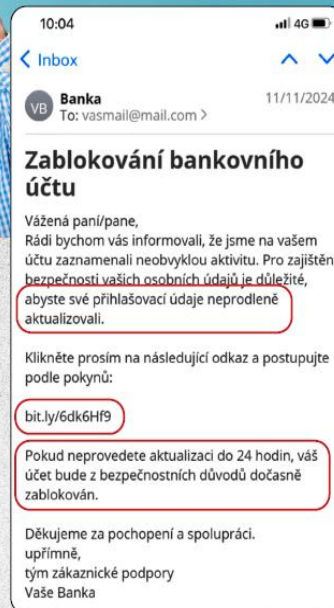 10:04
4G
Inbox
VB
Banka
11/11/2024
To: vasmail@mail.com >
Zablokování bankovního
účtu
Vážená paní/pane,
Rádi bychom vás informovali, že jsme na vašem
účtu zaznamenali neobvyklou aktivitu. Pro zajištěn
bezpečnosti vašich osobních údajů je důležité,
abyste své přihlašovací údaje neprodleně
aktualizovali.
Klikněte prosím na následující odkaz a postupujte
podle pokynů:
bit.ly/6dk6Hf9
Pokud neprovedete aktualizaci do 24 hodin, váš
účet bude z bezpečnostních důvodů dočasně
zablokován.
Děkujeme za pochopení a spolupráci.
upřímně,
tým zákaznické podpory
Vaše Banka